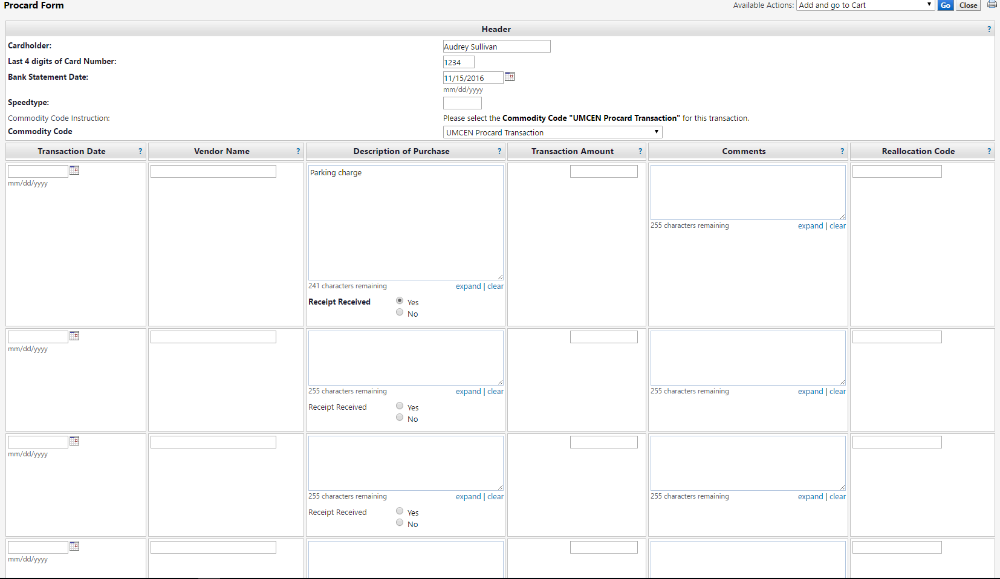 Procard Form
Available Actions: Add and go to Cart Go Close
Header ?
Cardholder: Audrey Sullivan
Last 4 digits of Card Number: 1234
Bank Statement Date: 11/15/2016
mm/dd/yyyy
Speedtype:
Commodity Code Instruction: Please select the Commodity Code "UMCEN Procard Transaction" for this transaction.
Commodity Code UMCEN Procard Transaction
Transaction Date ? Vendor Name ? Description of Purchase ? Transaction Amount ? Comments ? Reallocation Code ?
Parking charge
mm/dd/yyyy
255 characters remaining expand | clear
241 characters remaining expand | clear
Receipt Received Yes
No
mm/dd/yyyy
255 characters remaining expand | clear 255 characters remaining expand | clear
Receipt Received Yes
No
mm/dd/yyyy
255 characters remaining expand | clear 255 characters remaining expand | clear
Receipt Received Yes
No
mm/dd/yyyy